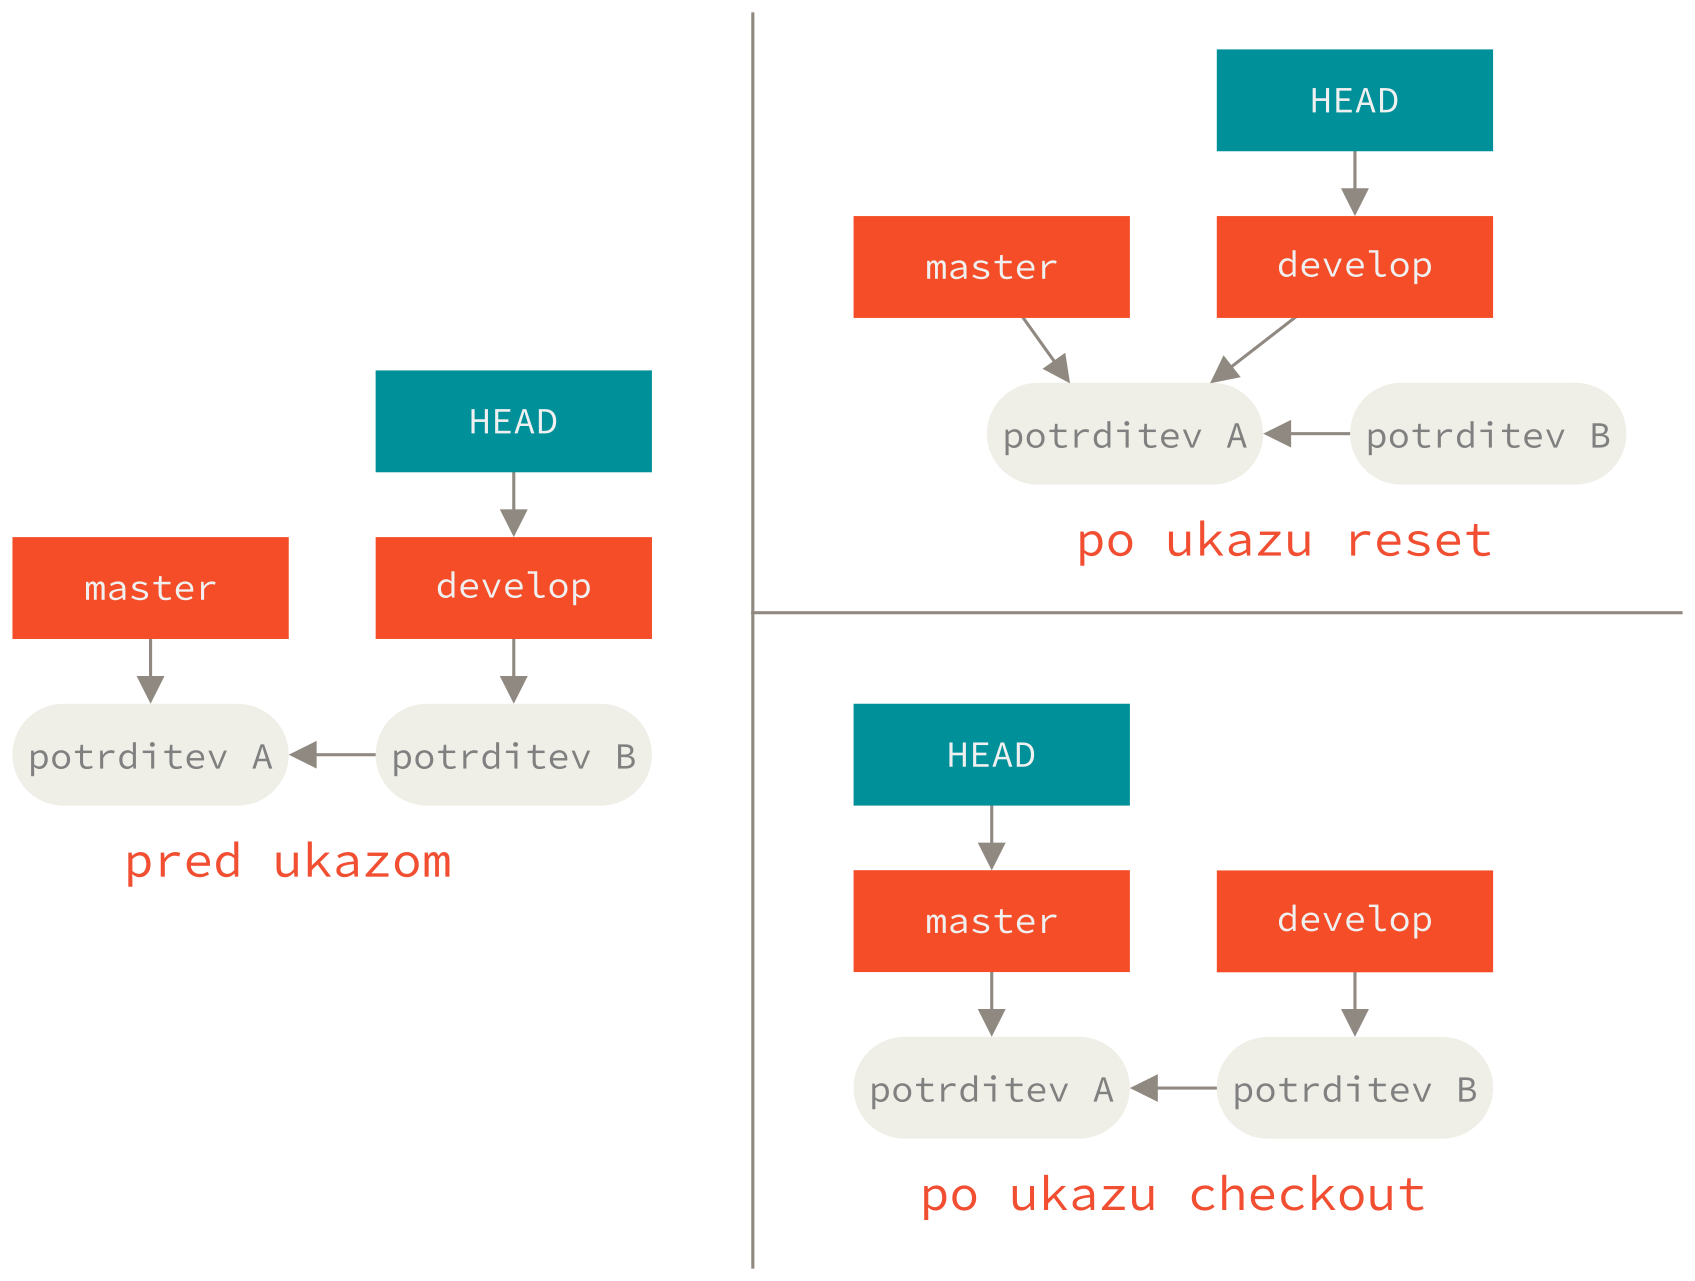 HEAD
master
develop
potrditev A
potrditev B
pred ukazom
HEAD
master
develop
potrditev A
potrditev B
po ukazu reset
HEAD
master
develop
potrditev A
potrditev B
po ukazu checkout